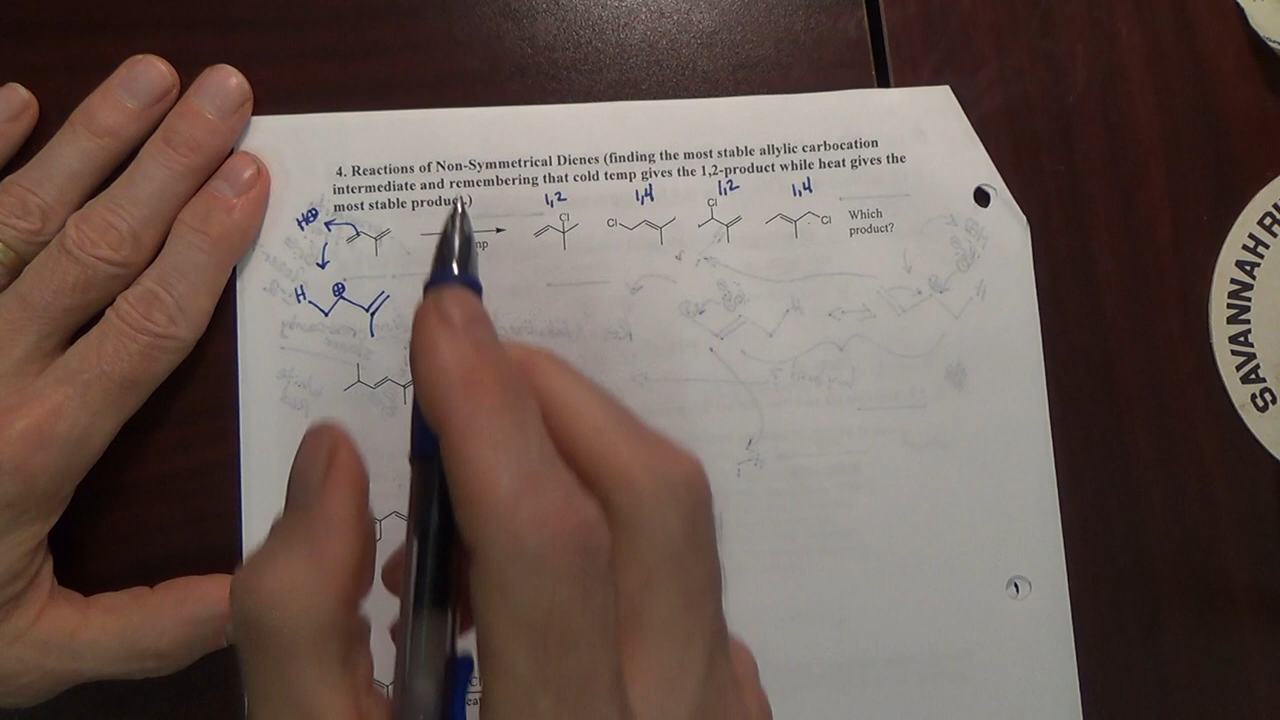 4. Reactions of Non-Symmetrical Dienes (finding the most stable allylic carbocation
intermediate and remembering that cold temp gives the 1,2-product while heat gives the
most stable product.)
1,2 1,4 1,2 1,4
H⊕
Cl
Cl
Cl
Cl
Which
product?
H ⊕
SAVANNAH RI